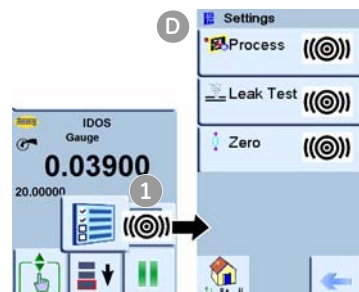 D
Settings
Process
Leak Test
Zero
IDOS
Gauge
0.03900
20.00000
1